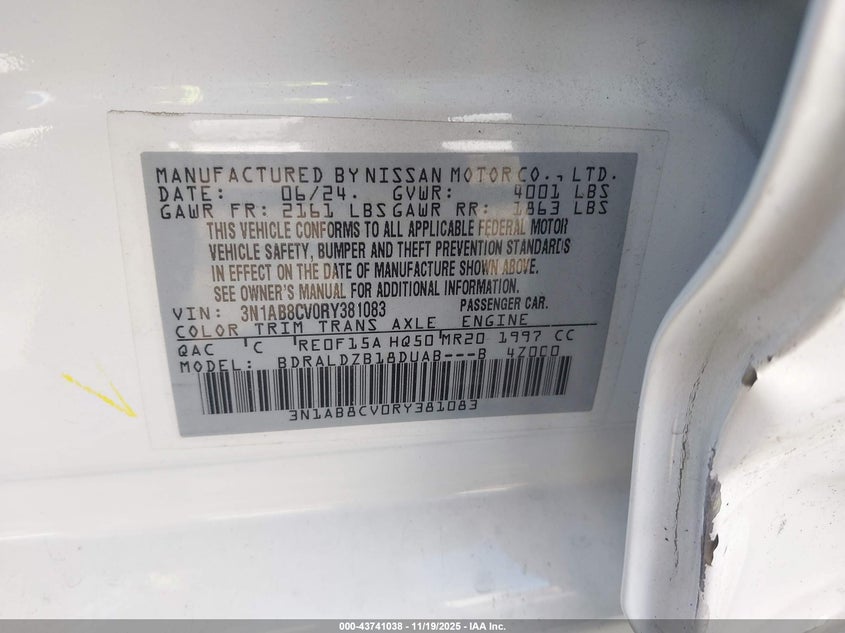 MANUFACTURED BY NISSAN MOTOR CO., LTD.
DATE: 06/24. GVWR: 4001 LBS
GAWR FR: 2161 LBS GAWR RR: 1863 LBS
THIS VEHICLE CONFORMS TO ALL APPLICABLE FEDERAL MOTOR
VEHICLE SAFETY, BUMPER AND THEFT PREVENTION STANDARDS
IN EFFECT ON THE DATE OF MANUFACTURE SHOWN ABOVE.
SEE OWNER'S MANUAL FOR ADDITIONAL INFORMATION.
VIN: 3N1AB8CV0RY381083 PASSENGER CAR.
COLOR TRIM TRANS AXLE ENGINE
QAC C RE0F15A HQ50 MR20 1997 CC
MODEL: BDRALDZB18DUAB---B 4Z0C0
3N1AB8CV0RY381083
000-43741038 - 11/19/2025 - IAA Inc.